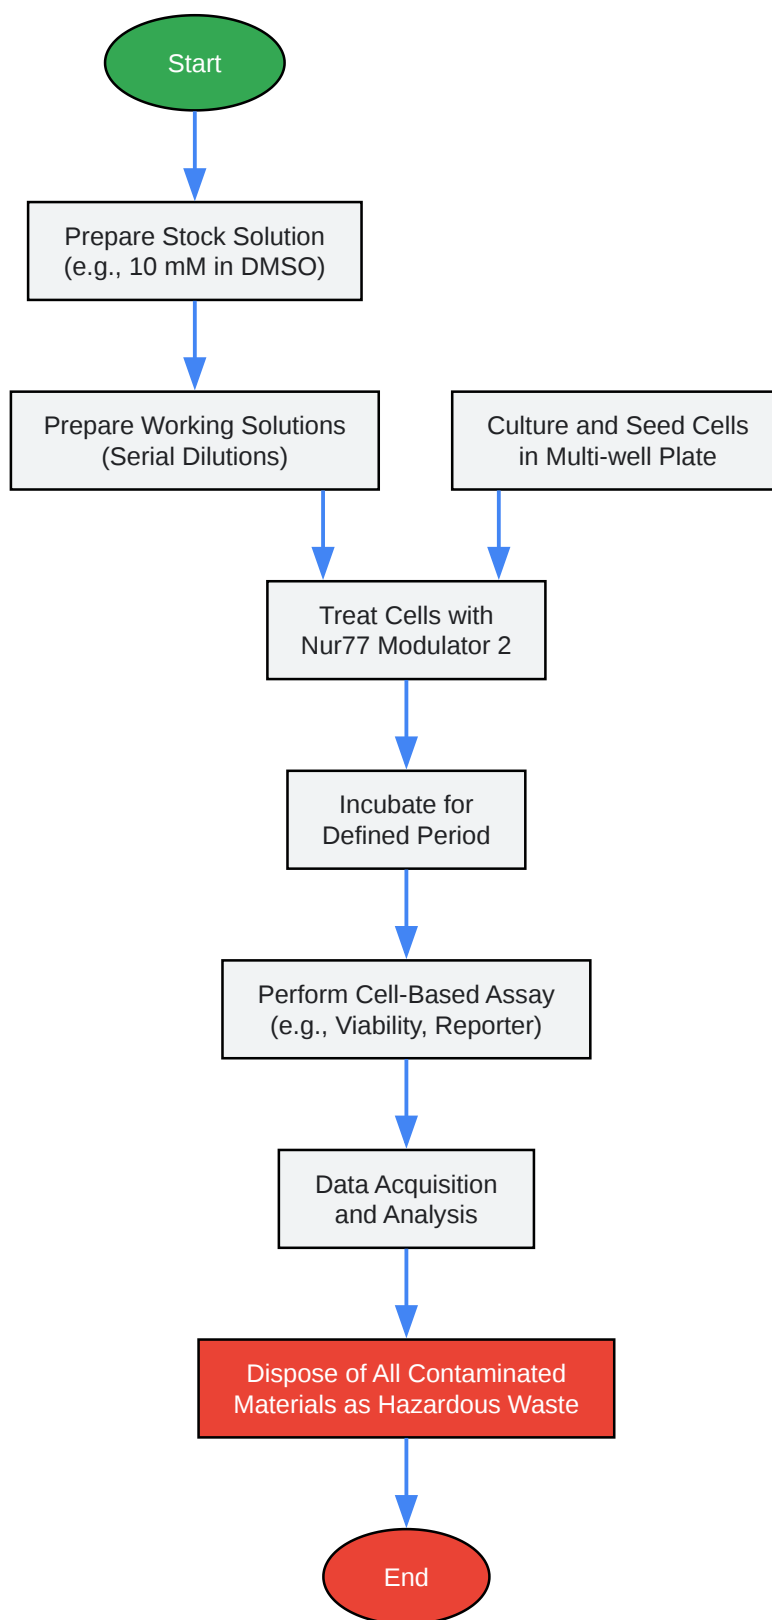 Start
Prepare Stock Solution
(e.g., 10 mM in DMSO)
Prepare Working Solutions
(Serial Dilutions)
Culture and Seed Cells
in Multi-well Plate
Treat Cells with
Nur77 Modulator 2
Incubate for
Defined Period
Perform Cell-Based Assay
(e.g., Viability, Reporter)
Data Acquisition
and Analysis
Dispose of All Contaminated
Materials as Hazardous Waste
End